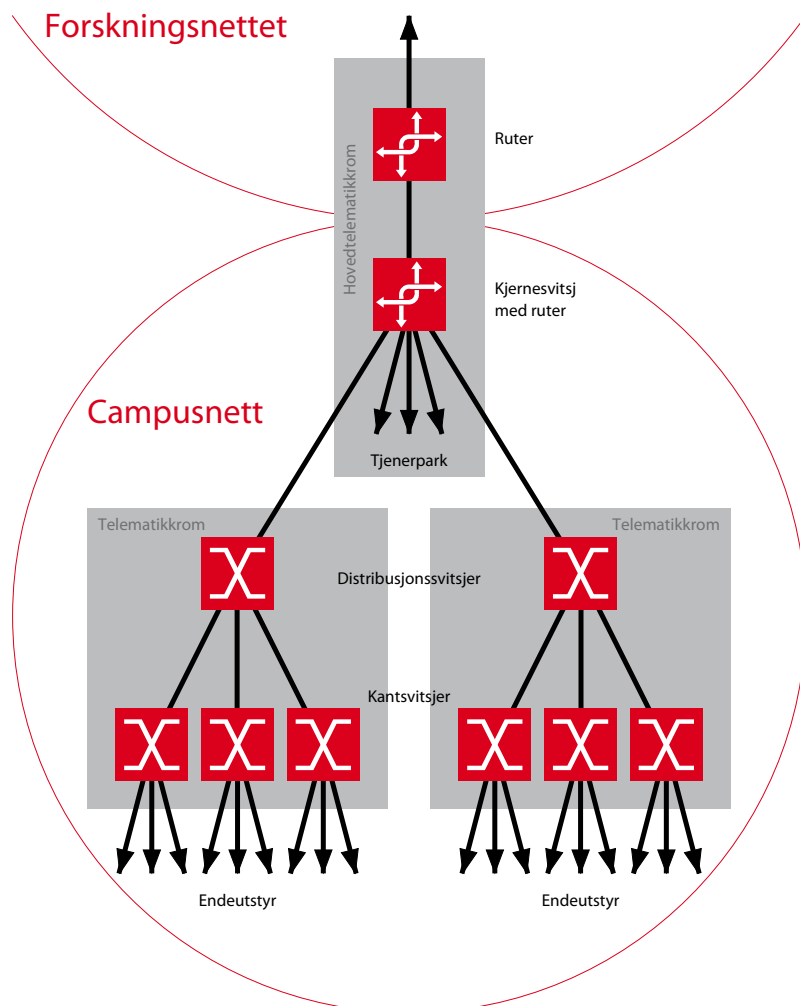 Forskningsnettet
Ruter
Hovedtelematikkrom
Kjernesvitsj
med ruter
Campusnett
Tjenerpark
Telematikkrom
Telematikkrom
Distribusjonssvitsjer
Kantsvitsjer
Endeutstyr
Endeutstyr